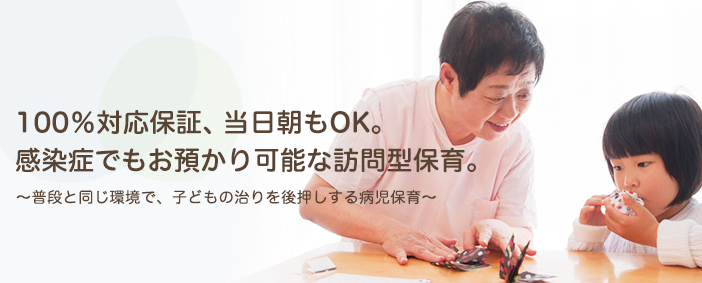 100％対応保証、当日朝もOK。
感染症でもお預かり可能な訪問型保育。
～普段と同じ環境で、子どもの治りを後押しする病児保育～